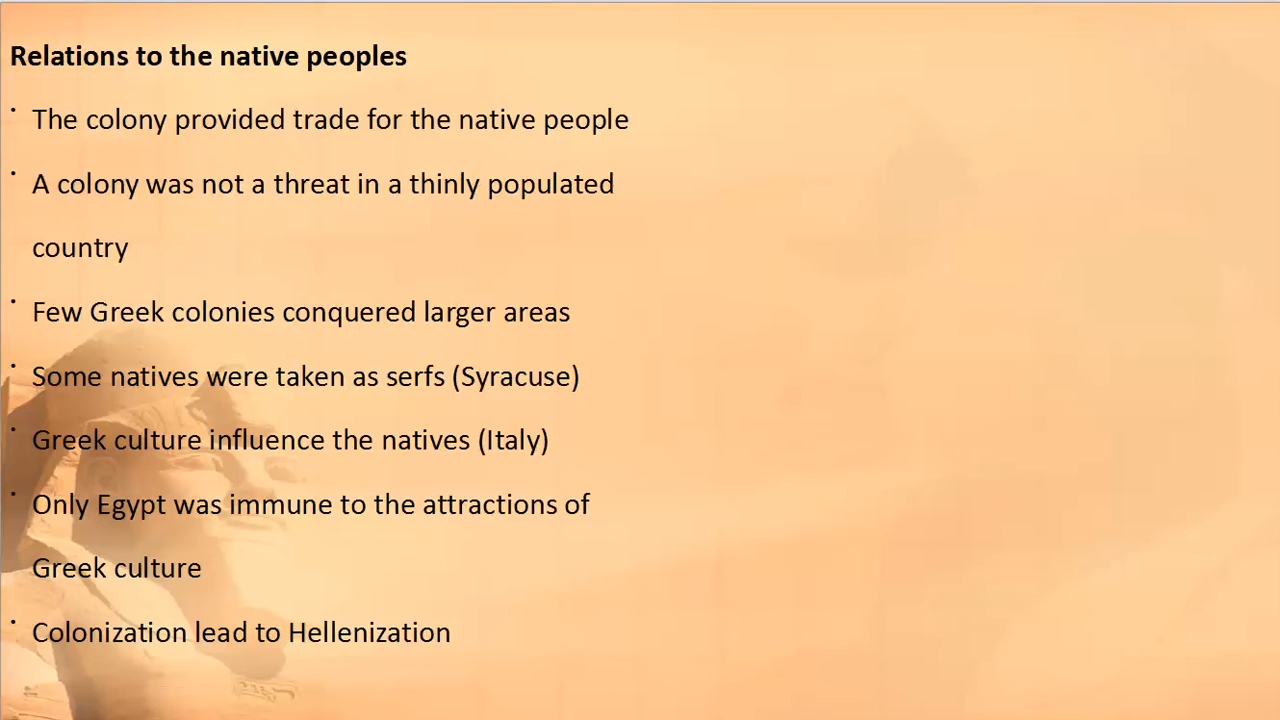 Relations to the native peoples
· The colony provided trade for the native people
· A colony was not a threat in a thinly populated
country
· Few Greek colonies conquered larger areas
· Some natives were taken as serfs (Syracuse)
· Greek culture influence the natives (Italy)
· Only Egypt was immune to the attractions of
Greek culture
· Colonization lead to Hellenization